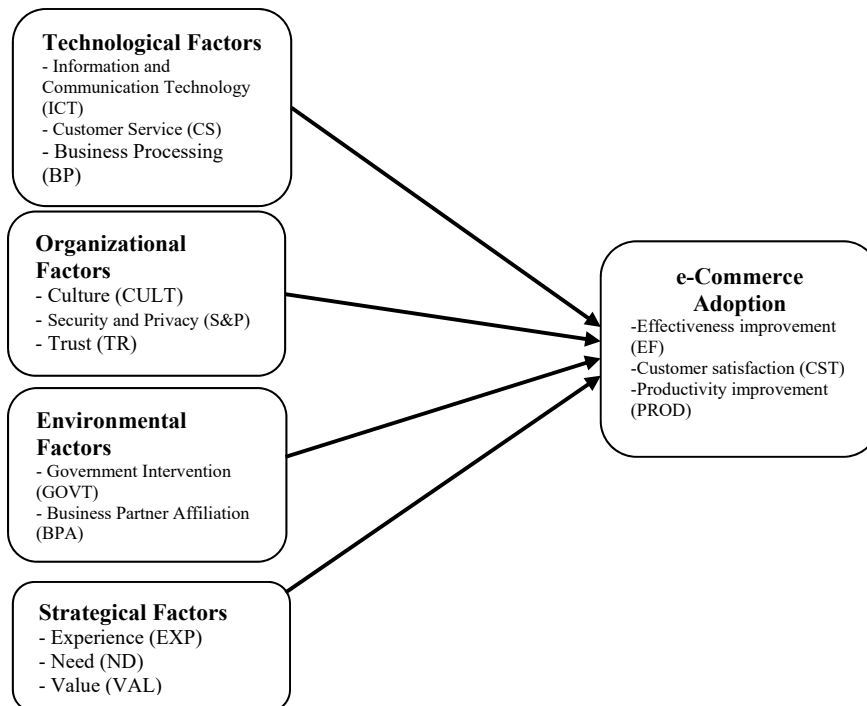 Technological Factors
- Information and
Communication Technology
(ICT)
- Customer Service (CS)
- Business Processing
(BP)
Organizational
Factors
- Culture (CULT)
- Security and Privacy (S&P)
- Trust (TR)
Environmental
Factors
- Government Intervention
(GOVT)
- Business Partner Affiliation
(BPA)
Strategical Factors
- Experience (EXP)
- Need (ND)
- Value (VAL)
e-Commerce
Adoption
-Effectiveness improvement
(EF)
-Customer satisfaction (CST)
-Productivity improvement
(PROD)